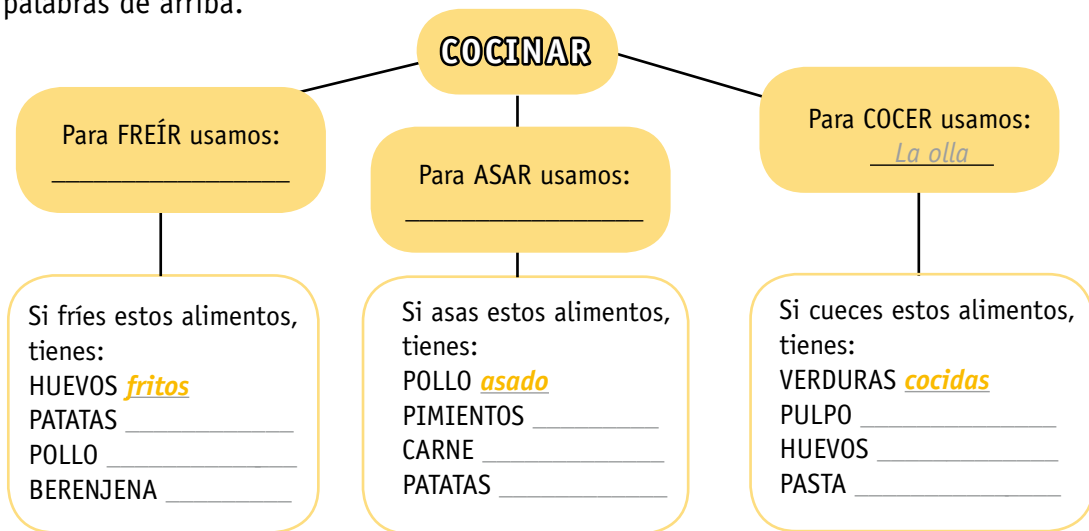 palabras de arriba.
COCINAR
Para FREÍR usamos:
Para ASAR usamos:
Para COCER usamos:
La olla
Si fríes estos alimentos,
tienes:
HUEVOS fritos
PATATAS
POLLO
BERENJENA
Si asas estos alimentos,
tienes:
POLLO asado
PIMIENTOS
CARNE
PATATAS
Si cueces estos alimentos,
tienes:
VERDURAS cocidas
PULPO
HUEVOS
PASTA